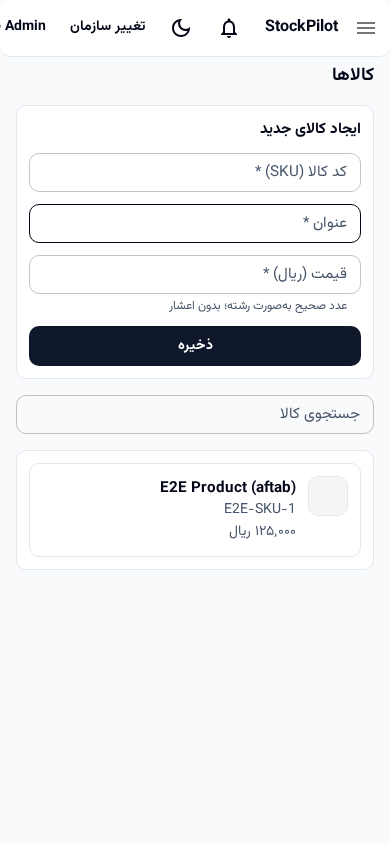 StockPilot
تغییر سازمان
Admin
کالاها
ایجاد کالای جدید
کد کالا (SKU) *
عنوان *
قیمت (ریال) *
عدد صحیح به‌صورت رشته؛ بدون اعشار
ذخیره
جستجوی کالا
E2E Product (aftab)
E2E-SKU-1
۱۲۵,۰۰۰ ریال